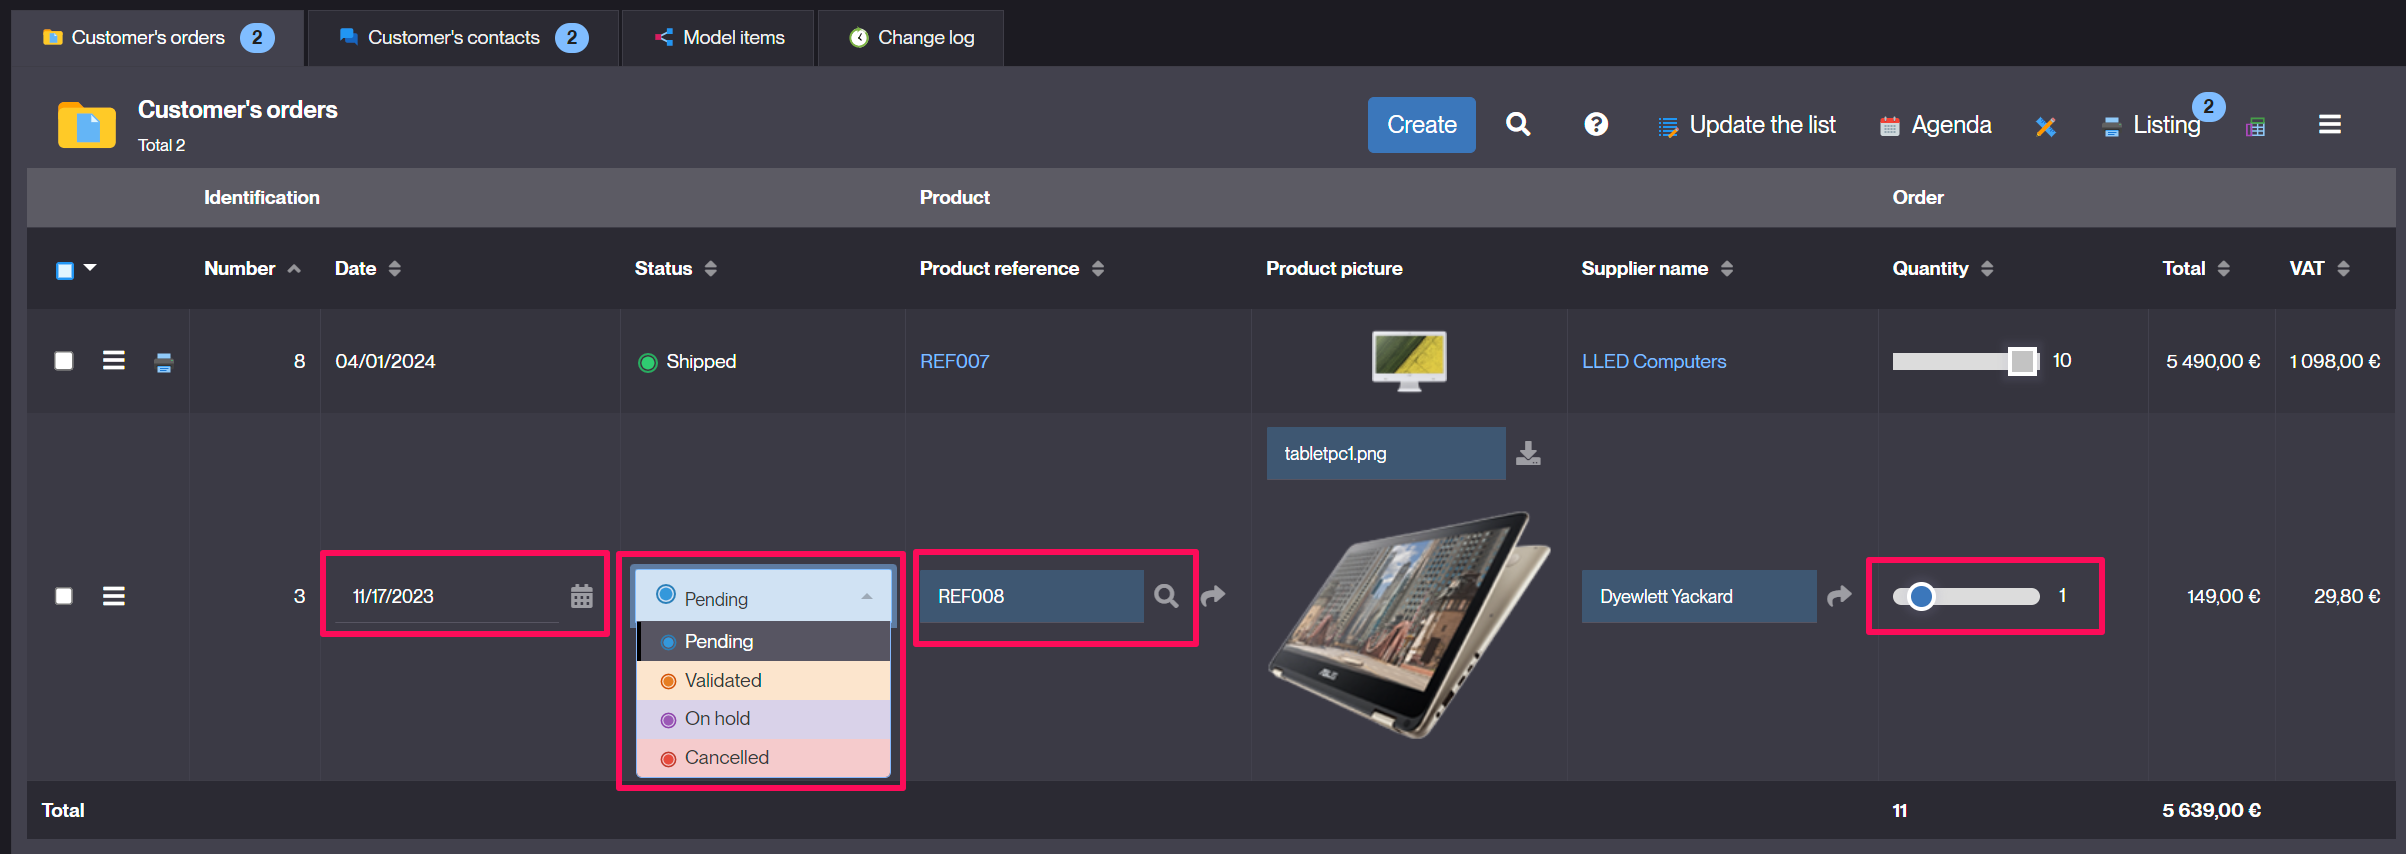 Customer's orders 2 Customer's contacts 2 Model items Change log
Customer's orders
Total 2
Create Update the list Agenda Listing 2
Identification Product Order
Number Date Status Product reference Product picture Supplier name Quantity Total VAT
8 04/01/2024 Shipped REF007 LLED Computers 10 5 490,00 € 1 098,00 €
tabletpc1.png
3 11/17/2023 Pending REF008 Dyewlett Yackard 1 149,00 € 29,80 €
Pending
Validated
On hold
Cancelled
ASUS
Total 11 5 639,00 €